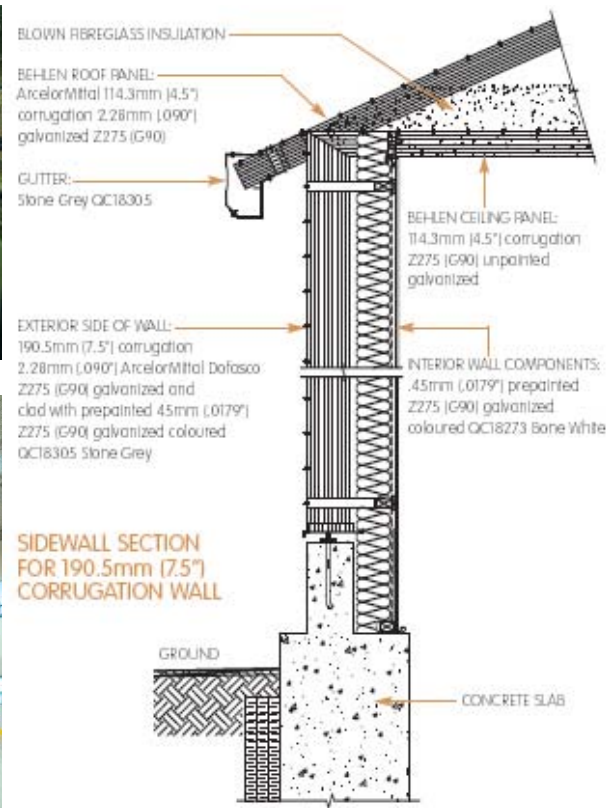 BLOWN FIBREGLASS INSULATION
BEHLEN ROOF PANEL:
ArcelorMittal 114.3mm (4.5")
corrugation 2.28mm (.090")
galvanized Z275 (G90)
GUTTER:
Stone Grey QC18305
BEHLEN CEILING PANEL:
114.3mm (4.5") corrugation
Z275 (G90) unpainted
galvanized
EXTERIOR SIDE OF WALL:
190.5mm (7.5") corrugation
2.28mm (.090") ArcelorMittal Dofasco
Z275 (G90) galvanized and
clad with prepainted 45mm (.0179")
Z275 (G90) galvanized coloured
QC18305 Stone Grey
INTERIOR WALL COMPONENTS:
.45mm (.0179") prepainted
Z275 (G90) galvanized
coloured QC18273 Bone White
SIDEWALL SECTION
FOR 190.5mm (7.5")
CORRUGATION WALL
GROUND
CONCRETE SLAB